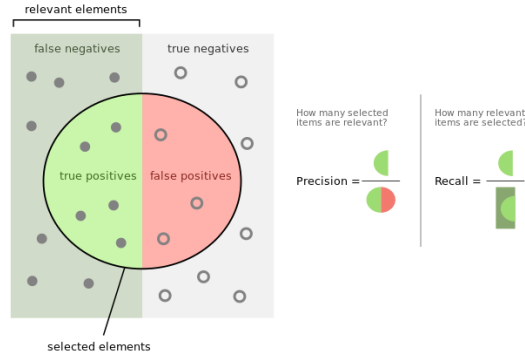 relevant elements
false negatives
true negatives
true positives
false positives
selected elements
How many selected
items are relevant?
Precision =
How many relevant
items are selected?
Recall =